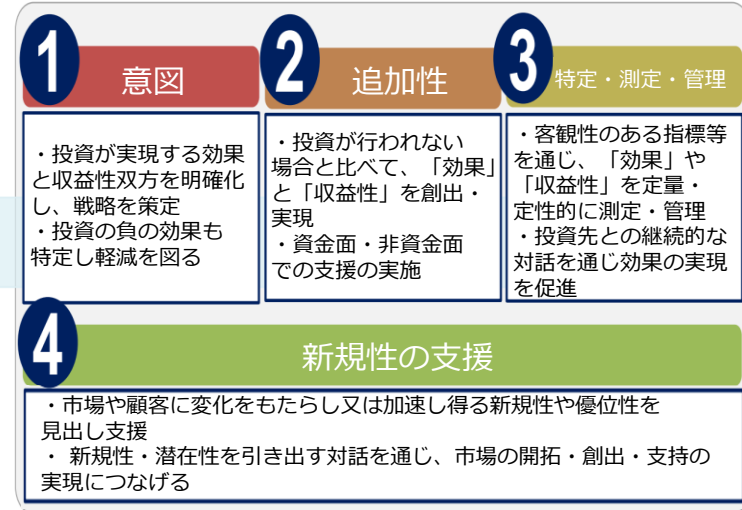 1
意図
・投資が実現する効果
と収益性双方を明確化
し、戦略を策定
・投資の負の効果も
特定し軽減を図る
2
追加性
・投資が行われない
場合と比べて、「効果」
と「収益性」を創出・
実現
・資金面・非資金面
での支援の実施
3
特定・測定・管理
・客観性のある指標等
を通じ、「効果」や
「収益性」を定量・
定性的に測定・管理
・投資先との継続的な
対話を通じ効果の実現
を促進
4
新規性の支援
・市場や顧客に変化をもたらし又は加速し得る新規性や優位性を
見出し支援
・ 新規性・潜在性を引き出す対話を通じ、市場の開拓・創出・支持の
実現につなげる